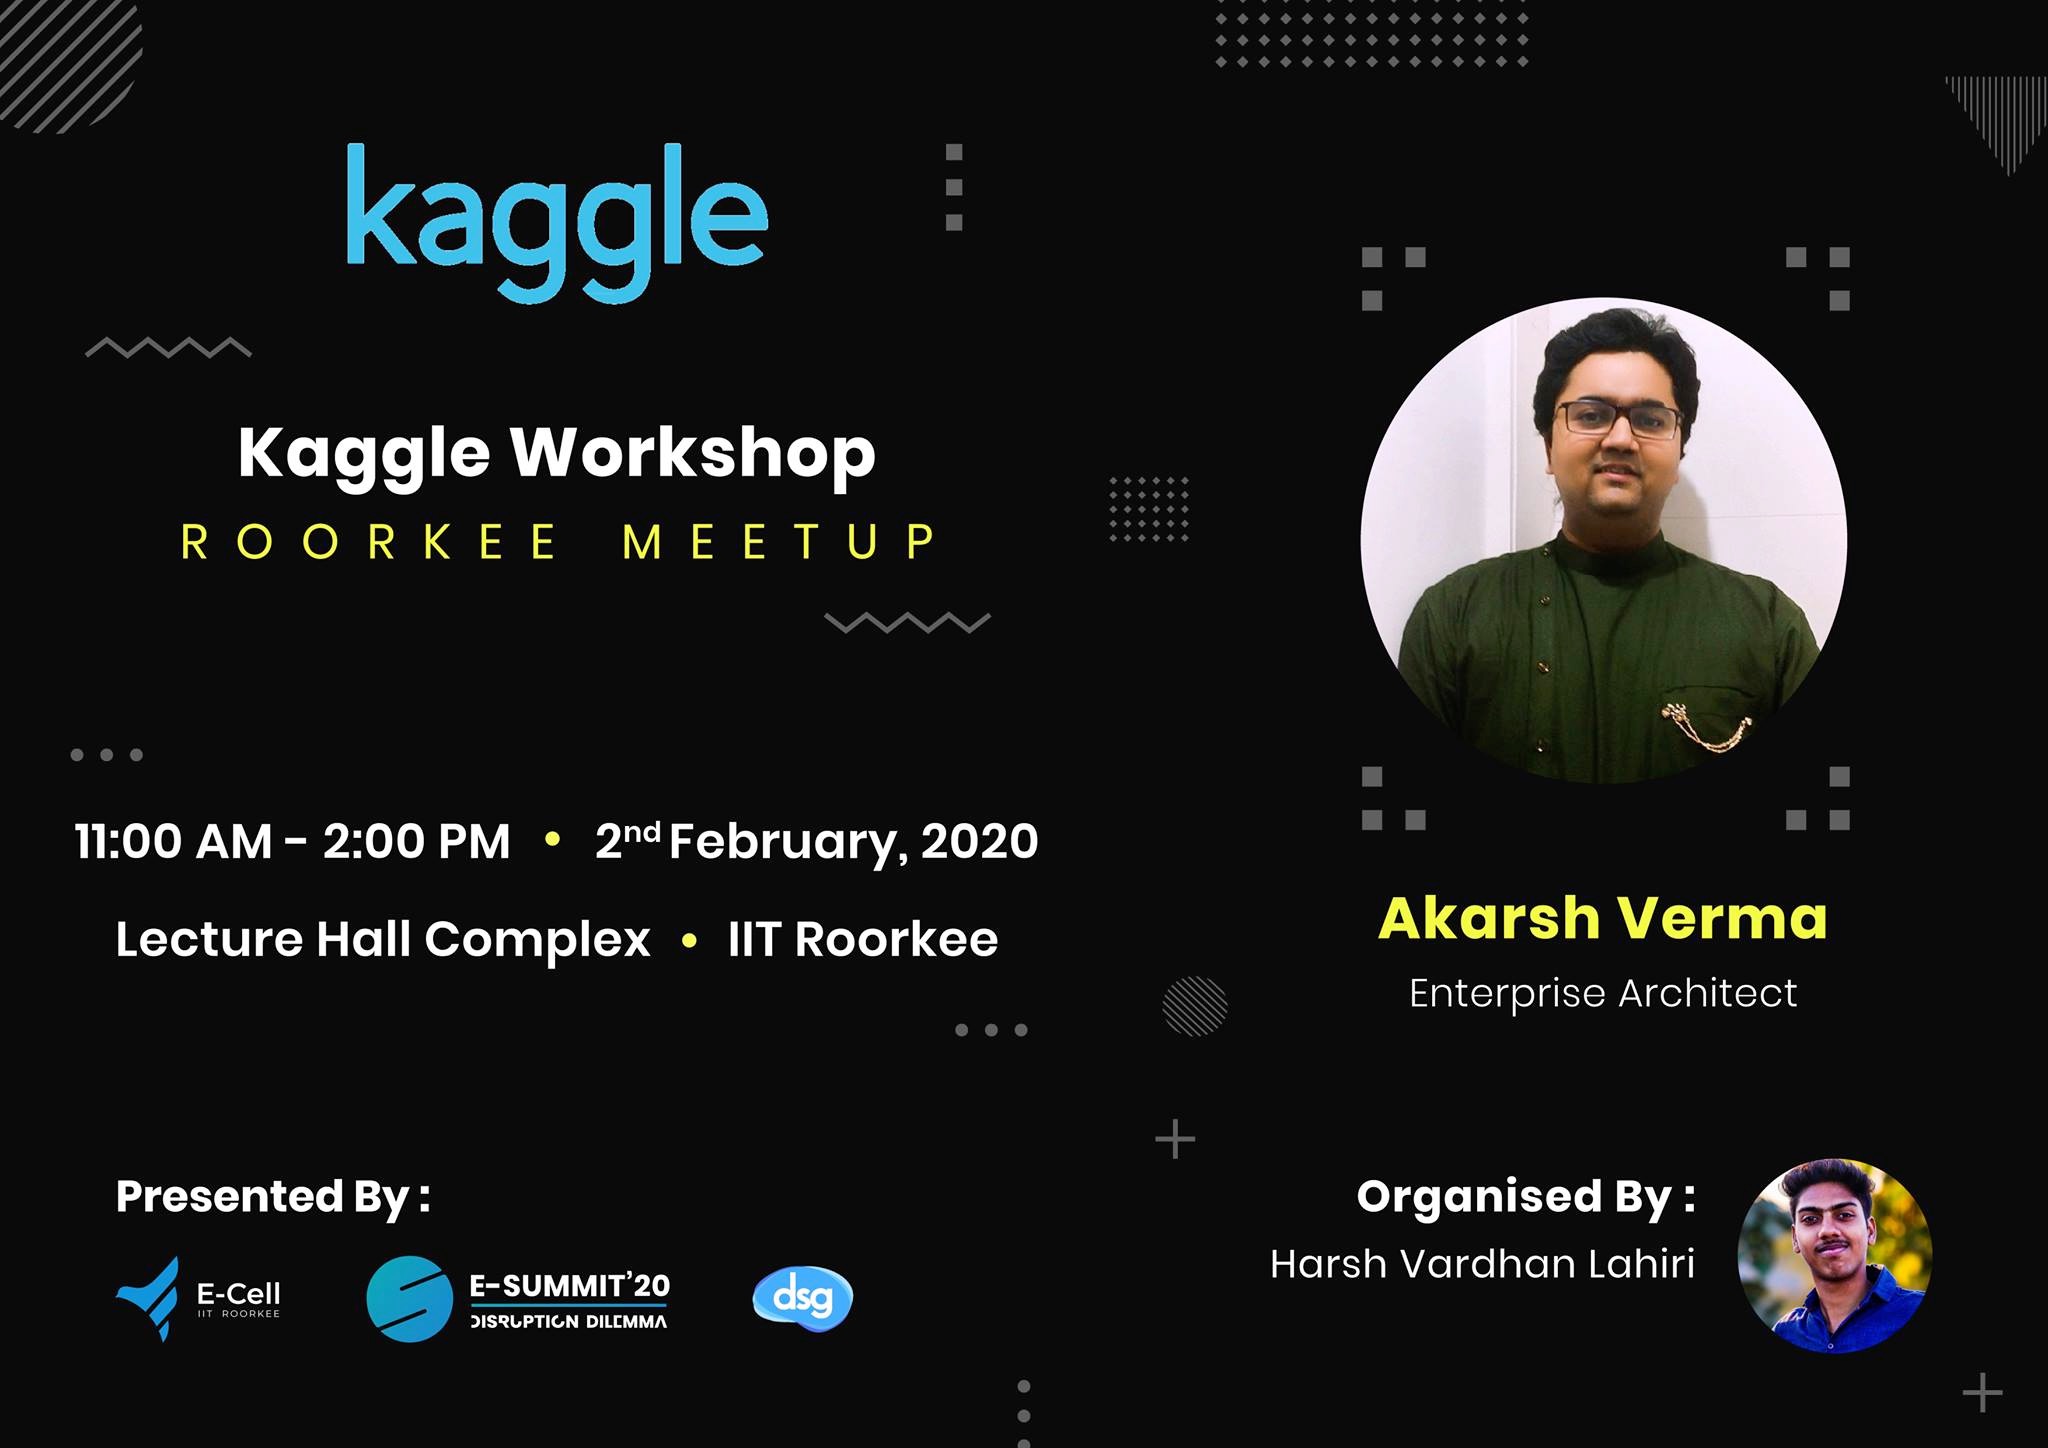 kaggle
Kaggle Workshop
ROORKEE MEETUP
11:00 AM - 2:00 PM • 2nd February, 2020
Lecture Hall Complex • IIT Roorkee
Akarsh Verma
Enterprise Architect
Presented By :
E-Cell
IIT ROORKEE
E-SUMMIT'20
DISRUPTION DILEMMA
dsg
Organised By :
Harsh Vardhan Lahiri